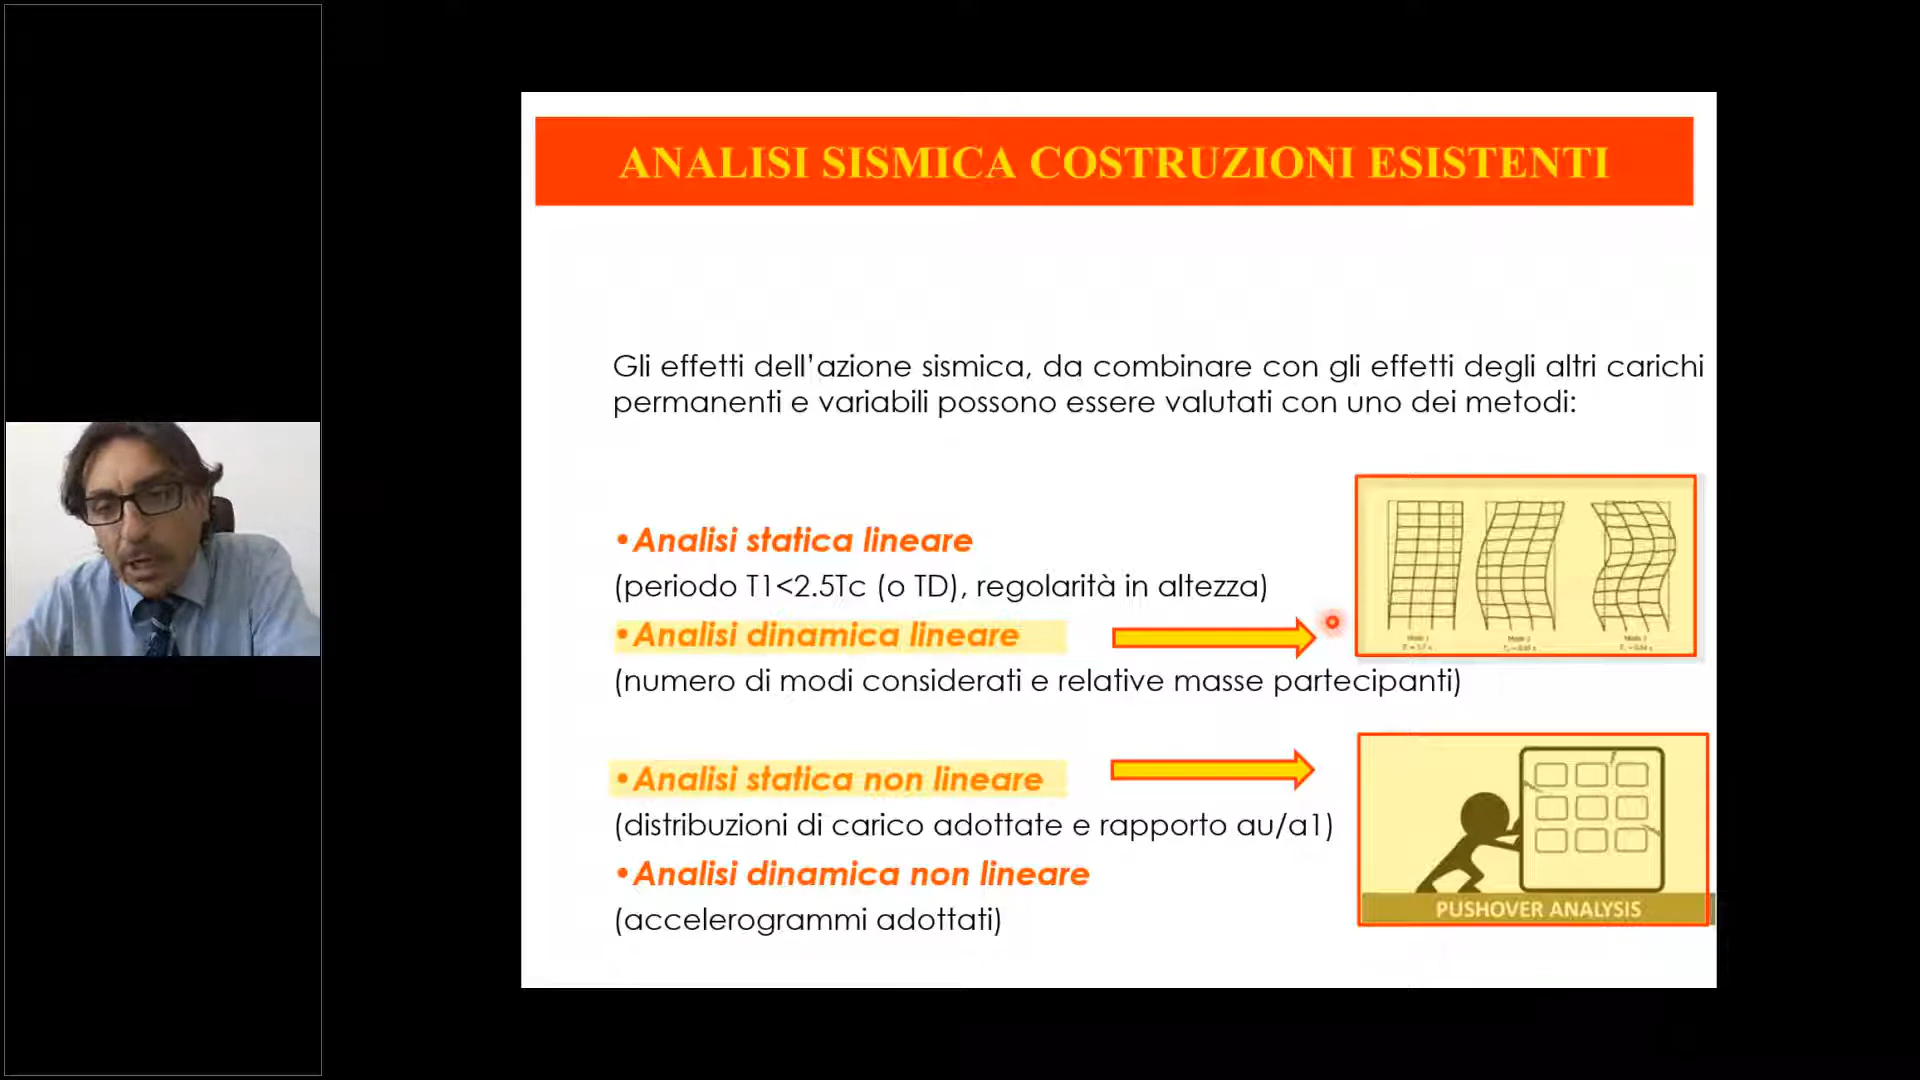 ANALISI SISMICA COSTRUZIONI ESISTENTI
Gli effetti dell’azione sismica, da combinare con gli effetti degli altri carichi
permanenti e variabili possono essere valutati con uno dei metodi:
•Analisi statica lineare
(periodo T1<2.5Tc (o TD), regolarità in altezza)
•Analisi dinamica lineare
(numero di modi considerati e relative masse partecipanti)
•Analisi statica non lineare
(distribuzioni di carico adottate e rapporto au/a1)
•Analisi dinamica non lineare
(accelerogrammi adottati)
PUSHOVER ANALYSIS